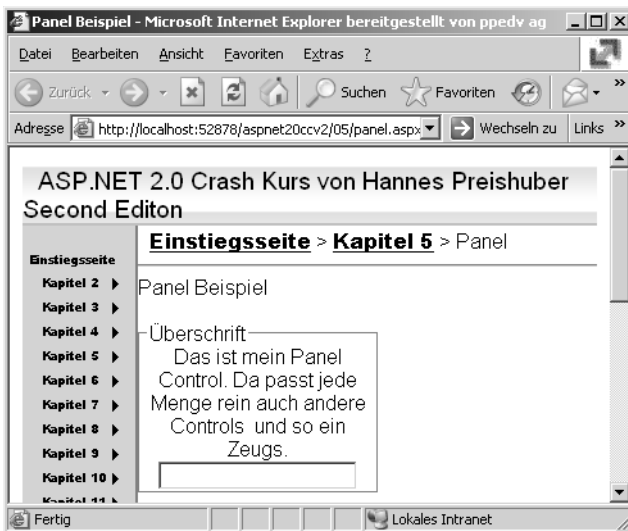 Panel Beispiel - Microsoft Internet Explorer bereitgestellt von ppedv ag
Datei Bearbeiten Ansicht Favoriten Extras ?
Zurück Suchen Favoriten »
Adresse http://localhost:52878/aspnet20ccv2/05/panel.aspx Wechseln zu Links »
ASP.NET 2.0 Crash Kurs von Hannes Preishuber
Second Editon
Einstiegsseite > Kapitel 5 > Panel
Einstiegsseite
Kapitel 2
Kapitel 3
Kapitel 4
Kapitel 5
Kapitel 6
Kapitel 7
Kapitel 8
Kapitel 9
Kapitel 10
Kapitel 11
Panel Beispiel
Überschrift
Das ist mein Panel
Control. Da passt jede
Menge rein auch andere
Controls und so ein
Zeugs.
Fertig
Lokales Intranet